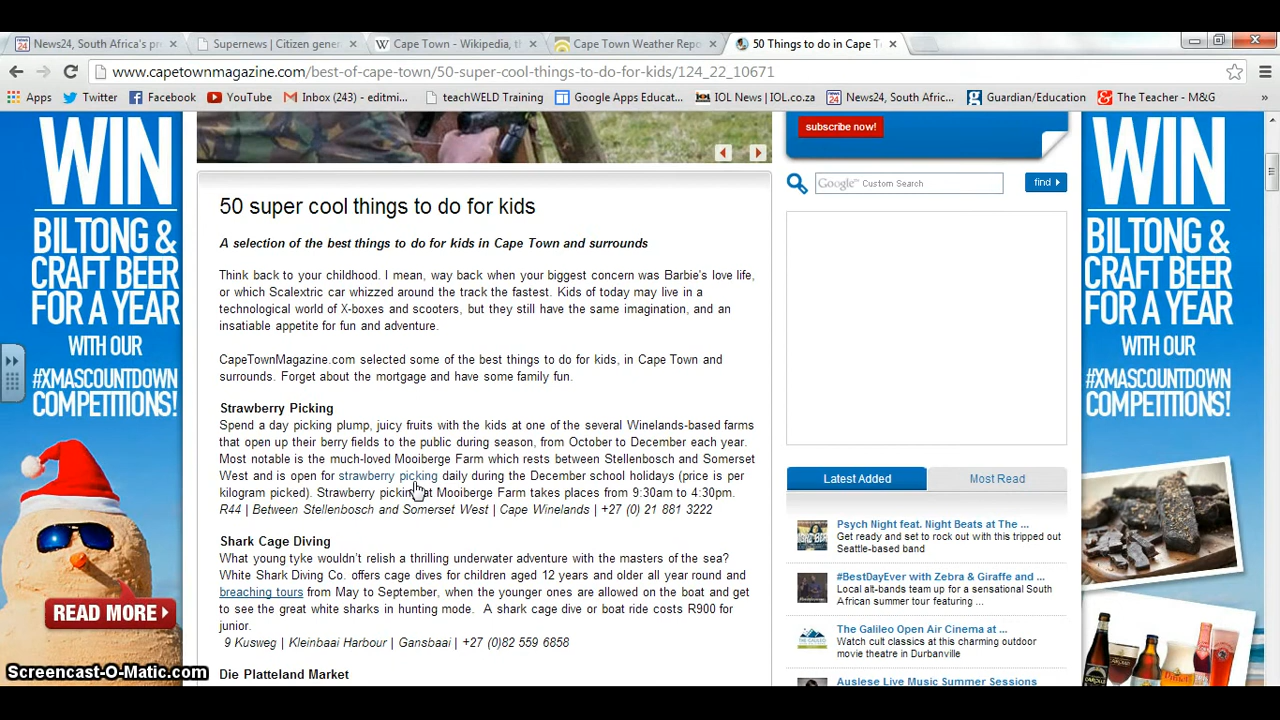 News24, South Africa's pr
Supernews | Citizen gener
Cape Town - Wikipedia, th
Cape Town Weather Repo
50 Things to do in Cape T
www.capetownmagazine.com/best-of-cape-town/50-super-cool-things-to-do-for-kids/124_22_10671
Apps
Twitter
Facebook
YouTube
Inbox (243) - editmi...
teachWELD Training
Google Apps Educat...
IOL News | IOL.co.za
News24, South Afric...
Guardian/Education
The Teacher - M&G
»
WIN
BILTONG &
CRAFT BEER
FOR A YEAR
WITH OUR
#XMASCOUNTDOWN
COMPETITIONS!
READ MORE
50 super cool things to do for kids
A selection of the best things to do for kids in Cape Town and surrounds
Think back to your childhood. I mean, way back when your biggest concern was Barbie's love life,
or which Scalextric car whizzed around the track the fastest. Kids of today may live in a
technological world of X-boxes and scooters, but they still have the same imagination, and an
insatiable appetite for fun and adventure.
CapeTownMagazine.com selected some of the best things to do for kids, in Cape Town and
surrounds. Forget about the mortgage and have some family fun.
Strawberry Picking
Spend a day picking plump, juicy fruits with the kids at one of the several Winelands-based farms
that open up their berry fields to the public during season, from October to December each year.
Most notable is the much-loved Mooiberge Farm which rests between Stellenbosch and Somerset
West and is open for strawberry picking daily during the December school holidays (price is per
kilogram picked). Strawberry picking at Mooiberge Farm takes places from 9:30am to 4:30pm.
R44 | Between Stellenbosch and Somerset West | Cape Winelands | +27 (0) 21 881 3222
Shark Cage Diving
What young tyke wouldn't relish a thrilling underwater adventure with the masters of the sea?
White Shark Diving Co. offers cage dives for children aged 12 years and older all year round and
breaching tours from May to September, when the younger ones are allowed on the boat and get
to see the great white sharks in hunting mode. A shark cage dive or boat ride costs R900 for
junior.
9 Kusweg | Kleinbaai Harbour | Gansbaai | +27 (0)82 559 6858
Die Platteland Market
subscribe now!
Google Custom Search
find
Latest Added
Most Read
Psych Night feat. Night Beats at The ...
Get ready and set to rock out with this tripped out
Seattle-based band
#BestDayEver with Zebra & Giraffe and ...
Local alt-bands team up for a sensational South
African summer tour featuring ...
The Galileo Open Air Cinema at ...
Watch cult classics at this charming outdoor
movie theatre in Durbanville
Auslese Live Music Summer Sessions
WIN
BILTONG &
CRAFT BEER
FOR A YEAR
WITH OUR
#XMASCOUNTDOWN
COMPETITIONS!
Screencast-O-Matic.com